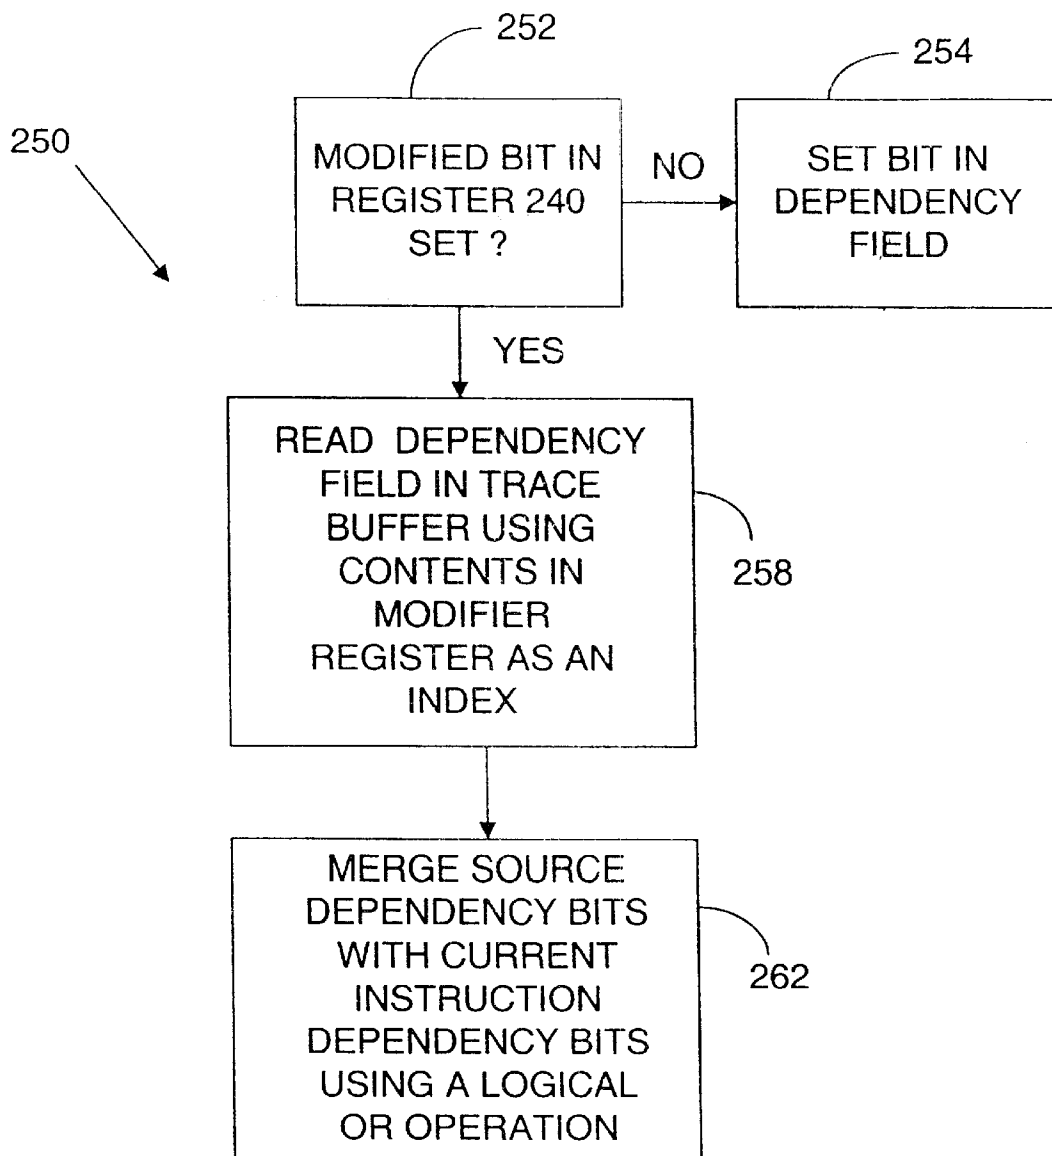 252
254
250
MODIFIED BIT IN
REGISTER 240
SET ?
NO
SET BIT IN
DEPENDENCY
FIELD
YES
READ DEPENDENCY
FIELD IN TRACE
BUFFER USING
CONTENTS IN
MODIFIER
REGISTER AS AN
INDEX
258
MERGE SOURCE
DEPENDENCY BITS
WITH CURRENT
INSTRUCTION
DEPENDENCY BITS
USING A LOGICAL
OR OPERATION
262